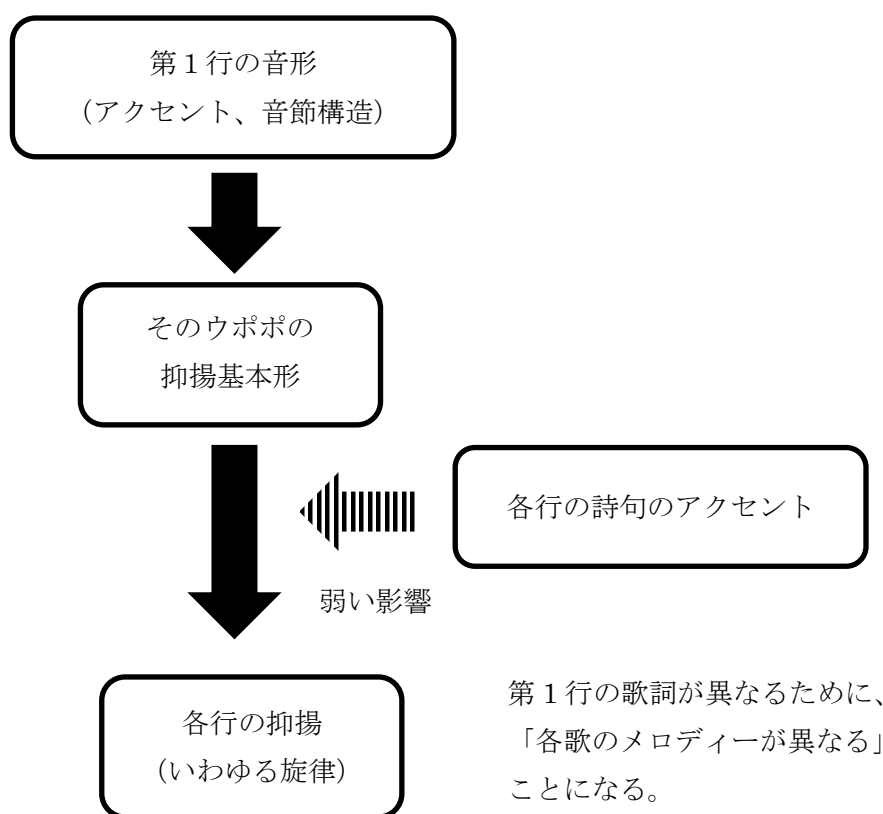 第１行の音形
（アクセント、音節構造）
そのウポポの
抑揚基本形
各行の詩句のアクセント
弱い影響
各行の抑揚
（いわゆる旋律）
第１行の歌詞が異なるために、
「各歌のメロディーが異なる」
ことになる。